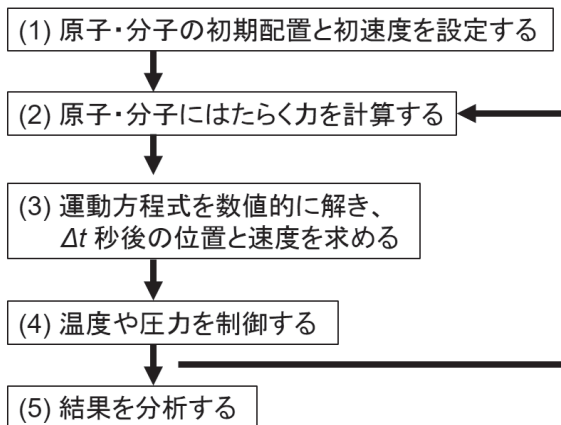 (1) 原子・分子の初期配置と初速度を設定する
(2) 原子・分子にはたらく力を計算する
(3) 運動方程式を数値的に解き、
Δt 秒後の位置と速度を求める
(4) 温度や圧力を制御する
(5) 結果を分析する